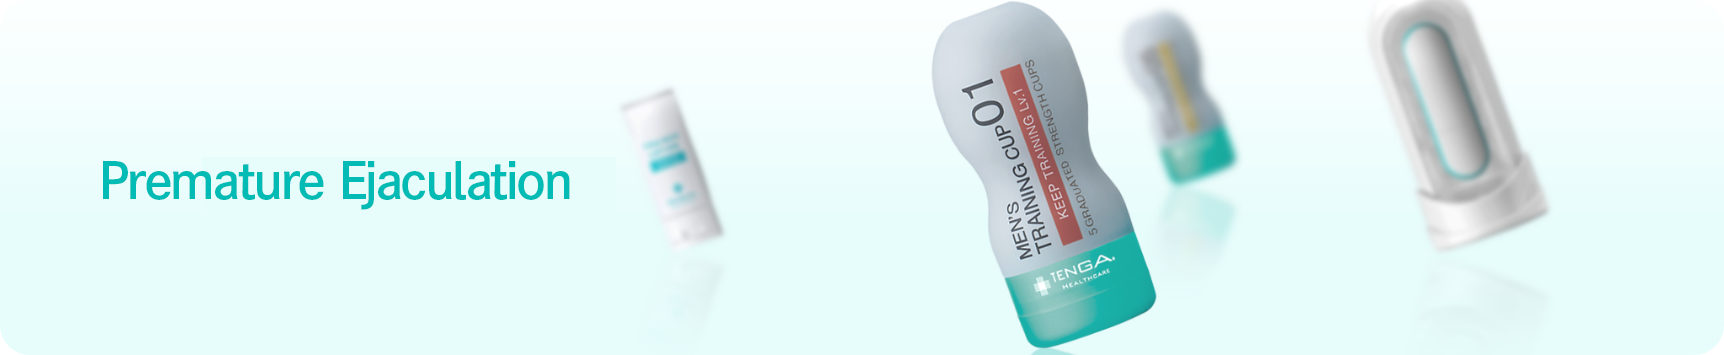 Premature Ejaculation
MEN'S
TRAINING CUP 01
KEEP TRAINING Lv.1
5 GRADUATED STRENGTH CUPS
TENGA
HEALTHCARE